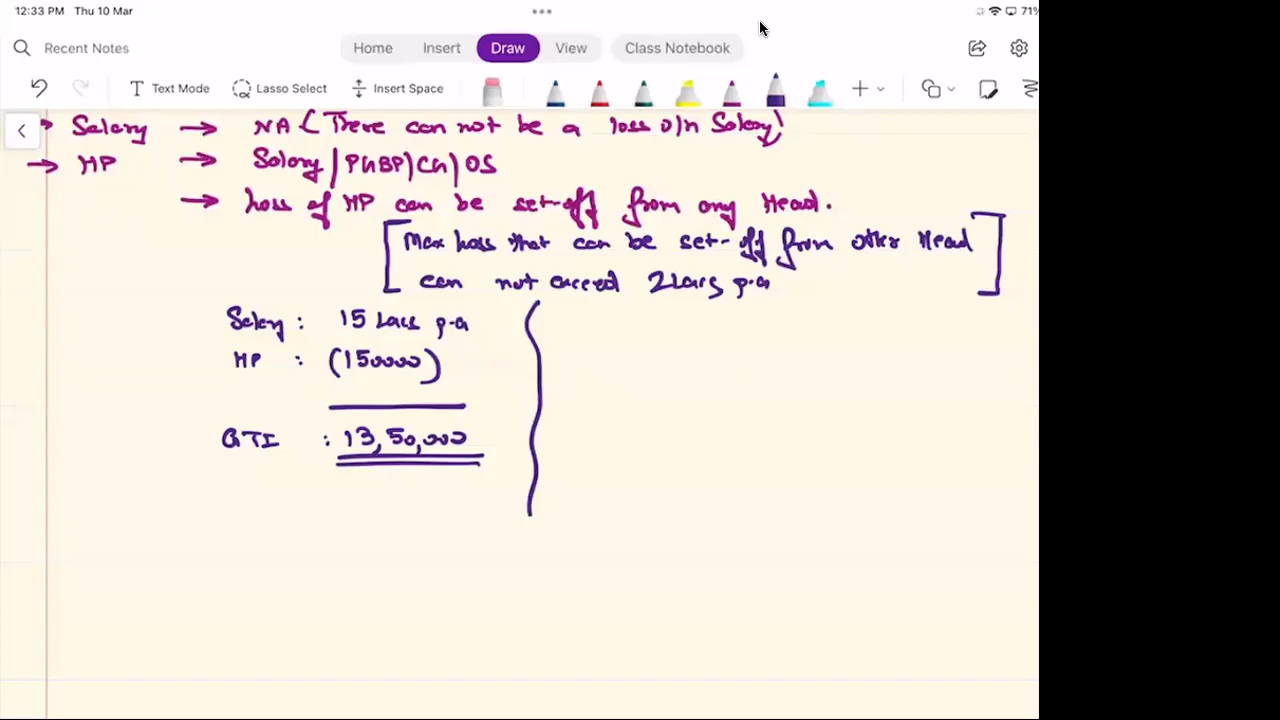 12:33 PM Thu 10 Mar
71%
Recent Notes
Home Insert Draw View Class Notebook
Text Mode Lasso Select Insert Space
→ Salary → NA (There can not be a loss u/h Salary)
→ HP → Salary | PGBP | CG | OS
→ Loss of HP can be set-off from any Head.
[Max Loss that can be set-off from other Head
can not exceed 2 Lacs p.a]
Salary : 15 Lacs p.a
HP : (150000)
GTI : 13,50,000